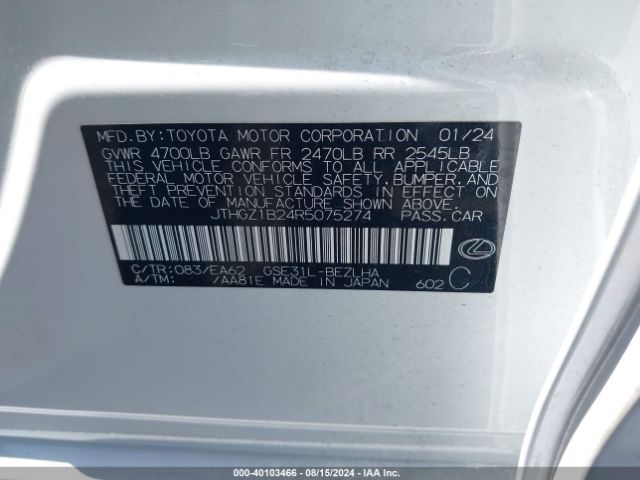 MFD.BY:TOYOTA MOTOR CORPORATION 01/24
GVWR 4700LB GAWR FR 2470LB RR 2545LB
THIS VEHICLE CONFORMS TO ALL APPLICABLE
FEDERAL MOTOR VEHICLE SAFETY,BUMPER,AND
THEFT PREVENTION STANDARDS IN EFFECT ON
THE DATE OF MANUFACTURE SHOWN ABOVE.
JTHGZ1B24R5075274 PASS.CAR
C/TR:083/EA62 GSE31L-BEZLHA
A/TM: /AA81E MADE IN JAPAN 602 C
000-40103466 - 08/15/2024 - IAAI.COM